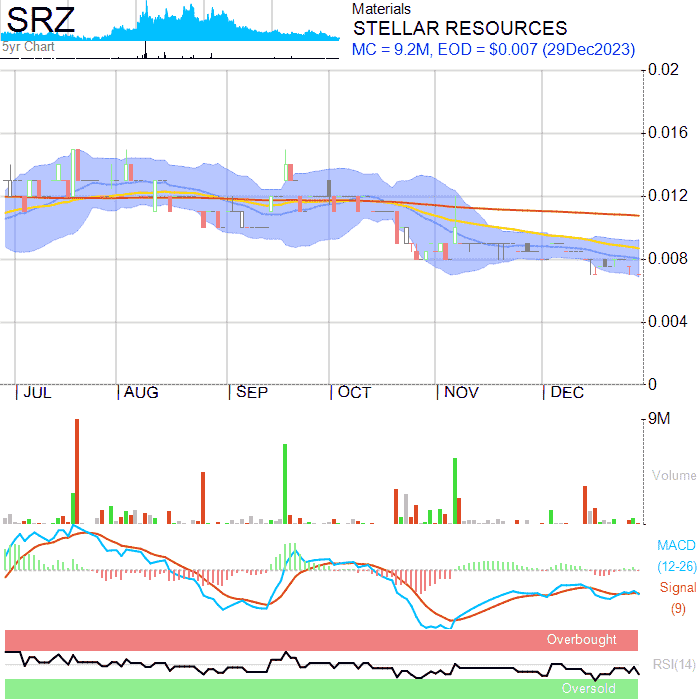 SRZ
5yr Chart
Materials
STELLAR RESOURCES
MC = 9.2M, EOD = $0.007 (29Dec2023)
0.02
0.016
0.012
0.008
0.004
0
JUL AUG SEP OCT NOV DEC
9M
Volume
MACD
(12-26)
Signal
(9)
Overbought
RSI(14)
Oversold